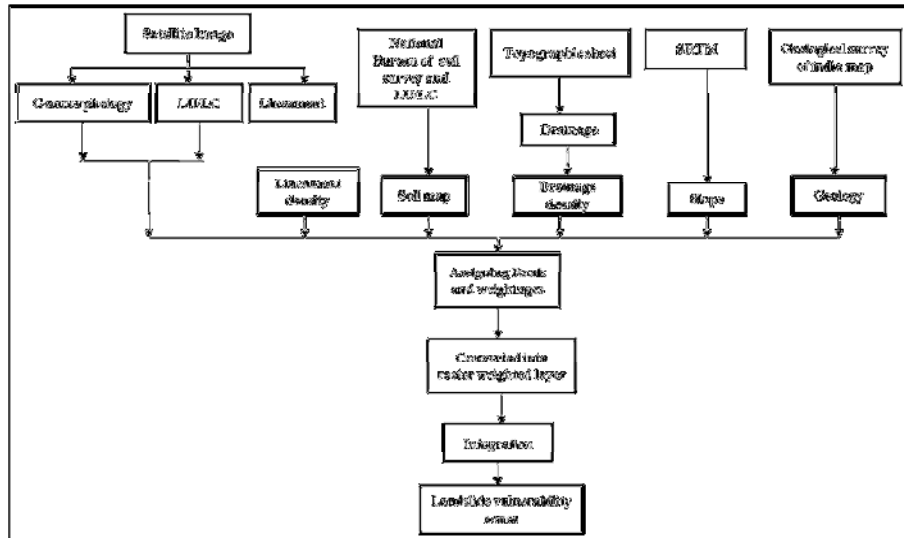 Satellite Image
National
Bureau of soil
survey and
LULC
Topographic sheet
SRTM
Geological survey
of india map
Geomorphology
LULC
Lineament
Drainage
Lineament
density
Soil map
Drainage
density
Slope
Geology
Assigning Ranks
and weightages
Converted into
raster weighted layer
Integration
Landslide vulnerability
zones